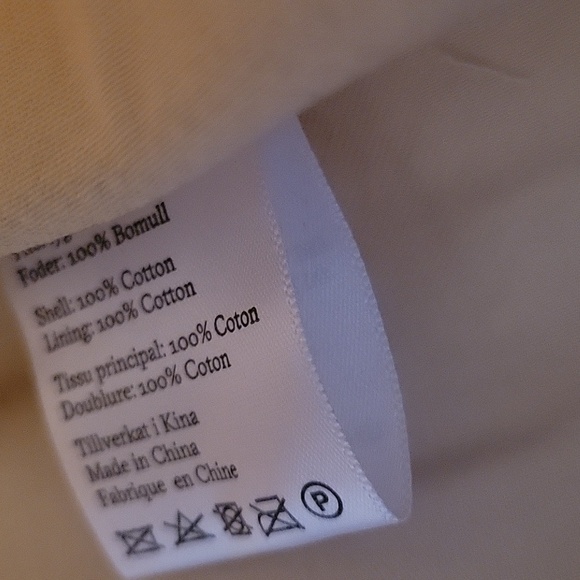 Foder: 100% Bomull
Shell: 100% Cotton
Lining: 100% Cotton
Tissu principal: 100% Coton
Doublure: 100% Coton
Tillverkat i Kina
Made in China
Fabrique en Chine
P